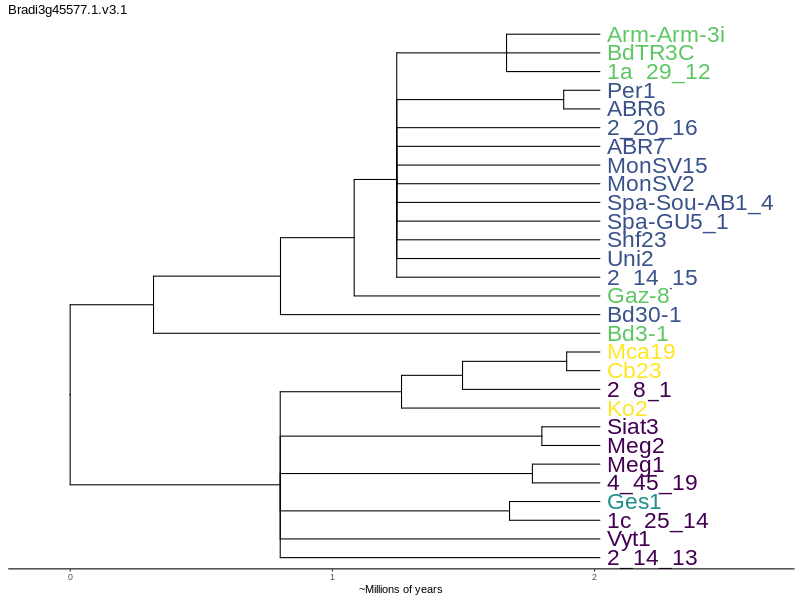 Bradi3g45577.1.v3.1
Arm-Arm-3i
BdTR3C
1a_29_12
Per1
ABR6
2_20_16
ABR7
MonSV15
MonSV2
Spa-Sou-AB1_4
Spa-GU5_1
Shf23
Uni2
2_14_15
Gaz-8
Bd30-1
Bd3-1
Mca19
Cb23
2_8_1
Ko2
Siat3
Meg2
Meg1
4_45_19
Ges1
1c_25_14
Vyt1
2_14_13
0 1 2
~Millions of years